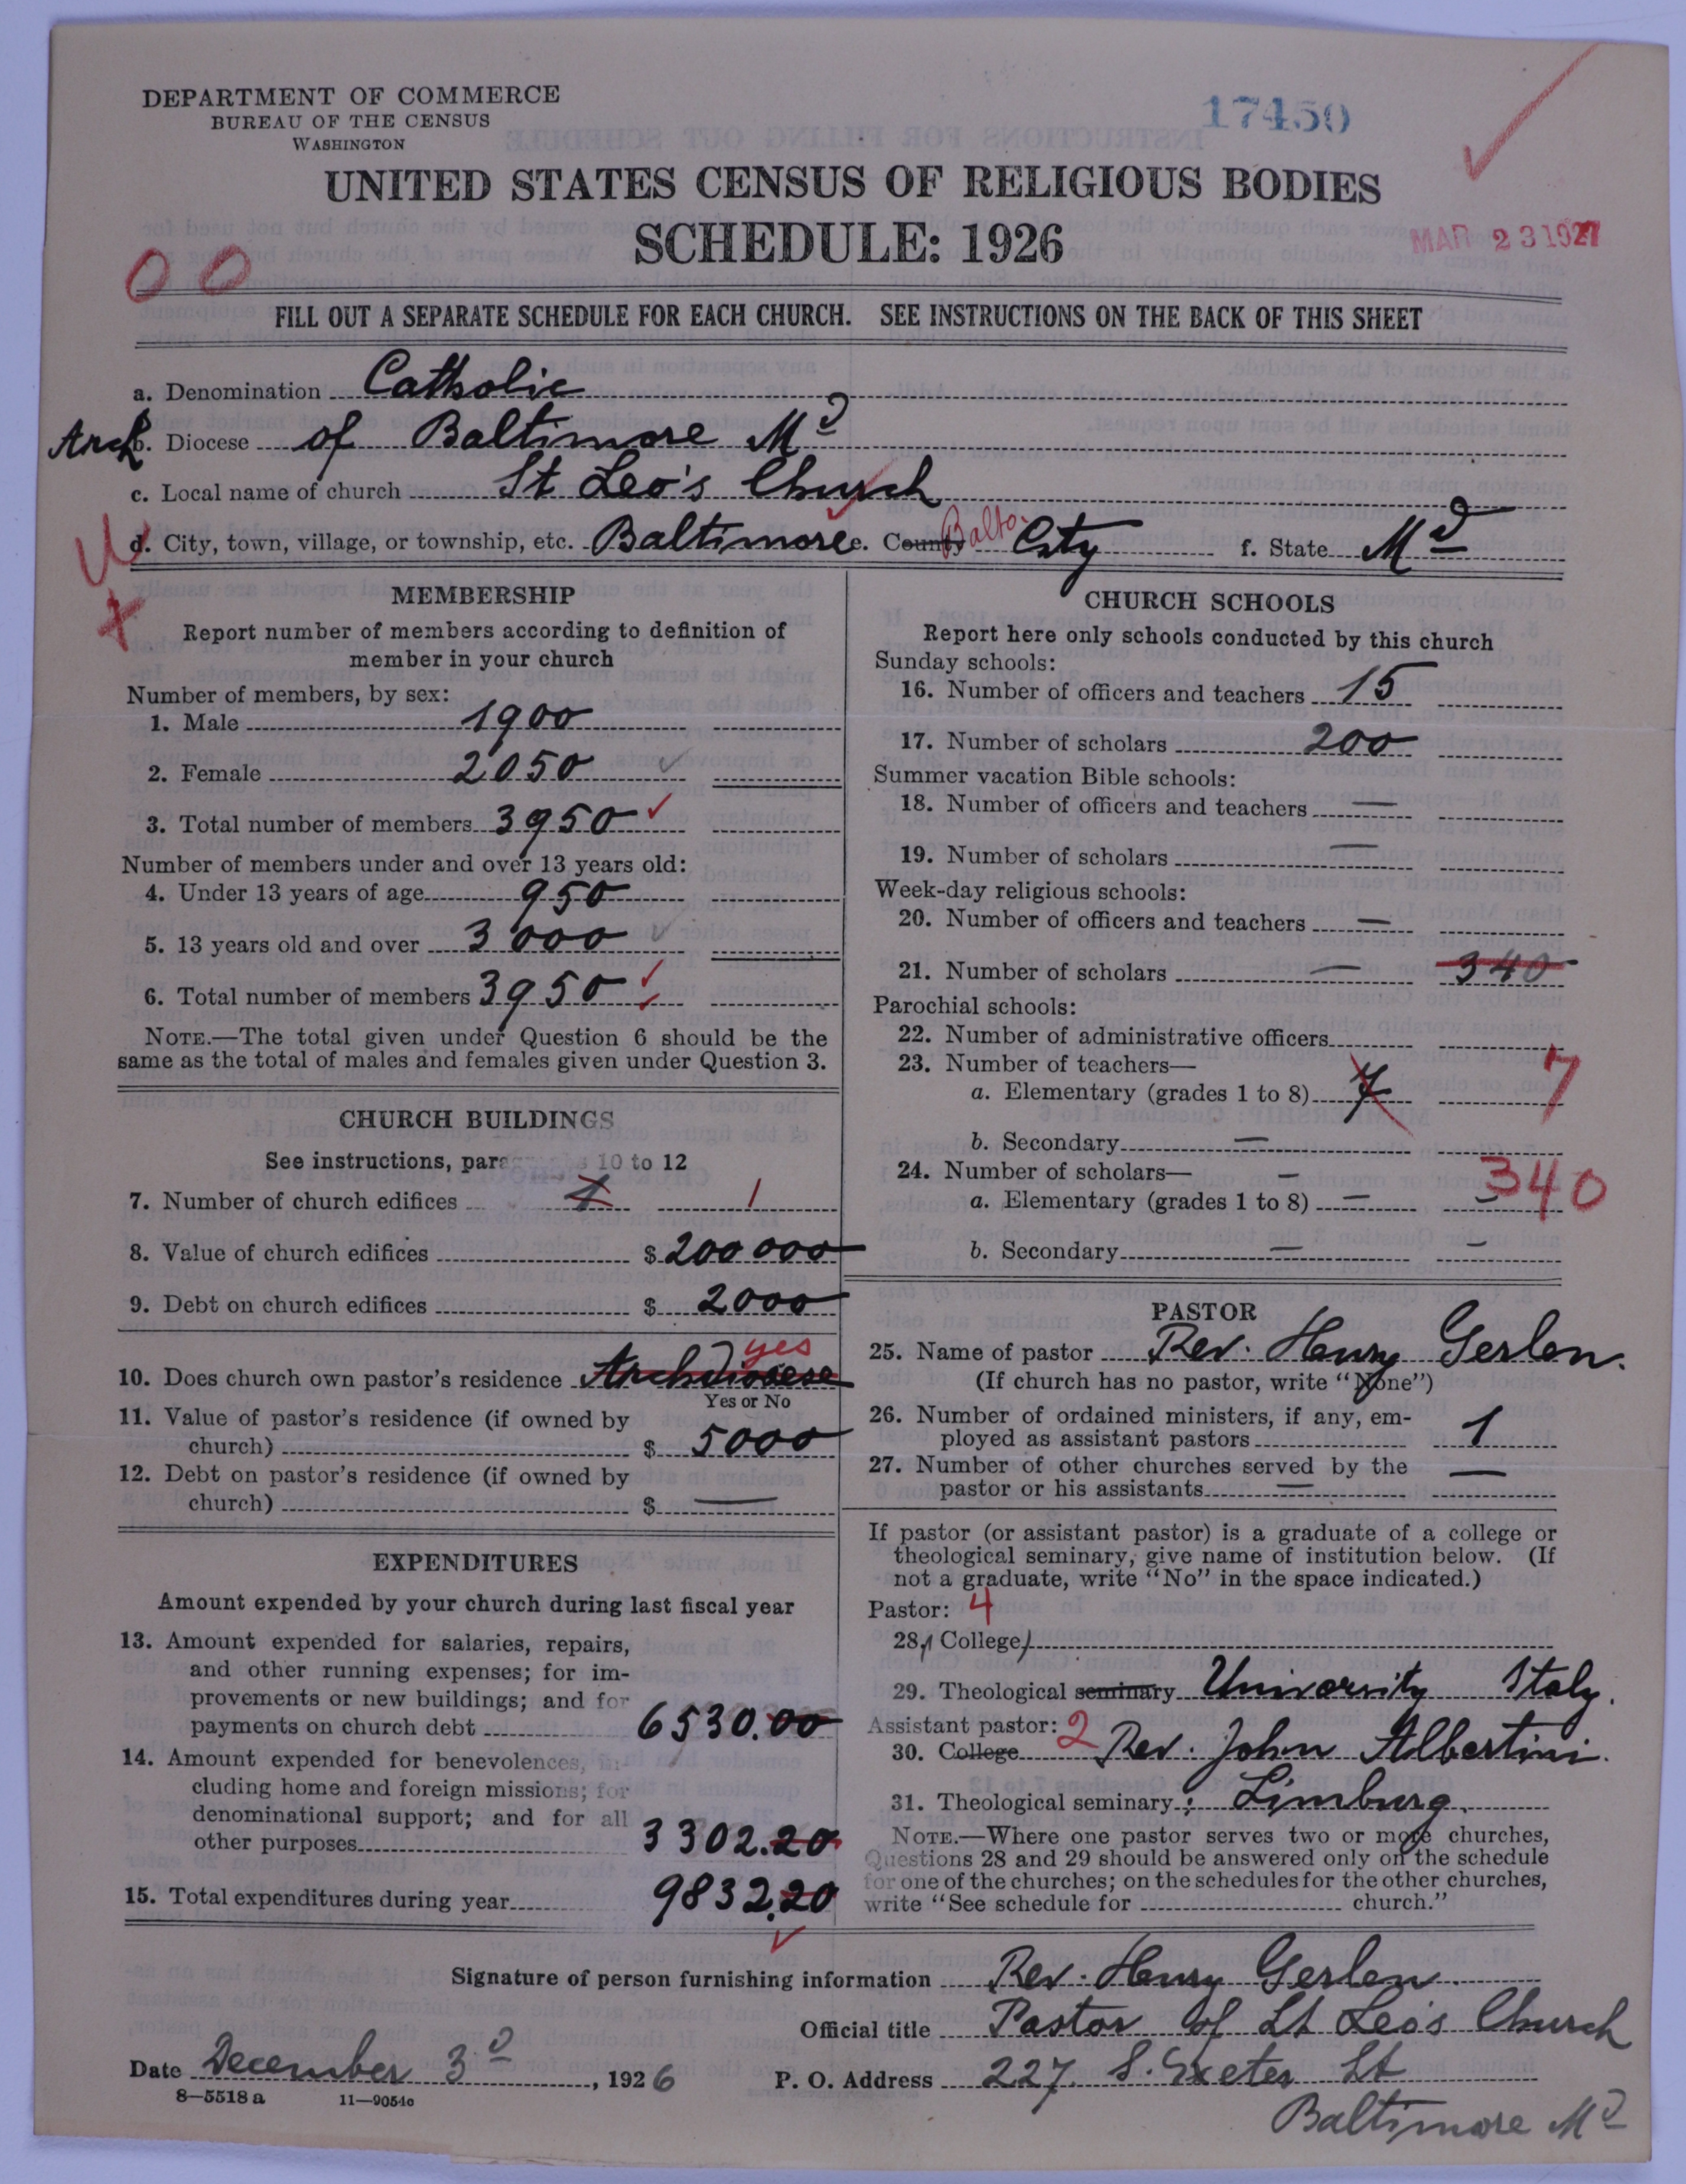 DEPARTMENT OF COMMERCE
BUREAU OF THE CENSUS
WASHINGTON
17450
UNITED STATES CENSUS OF RELIGIOUS BODIES
SCHEDULE: 1926
MAR 23 1927
00
FILL OUT A SEPARATE SCHEDULE FOR EACH CHURCH. SEE INSTRUCTIONS ON THE BACK OF THIS SHEET
a. Denomination Catholic
Arch b. Diocese of Baltimore Md
c. Local name of church St Leo's Church
U d. City, town, village, or township, etc. Baltimore e. County Balto. City f. State Md
x
MEMBERSHIP
Report number of members according to definition of
member in your church
Number of members, by sex:
1. Male 1900
2. Female 2050
3. Total number of members 3950
Number of members under and over 13 years old:
4. Under 13 years of age 950
5. 13 years old and over 3000
6. Total number of members 3950
NOTE.—The total given under Question 6 should be the
same as the total of males and females given under Question 3.
CHURCH BUILDINGS
See instructions, par 10 to 12
7. Number of church edifices 1 1
8. Value of church edifices $ 200000
9. Debt on church edifices $ 2000
10. Does church own pastor's residence Archdiocese yes
Yes or No
11. Value of pastor's residence (if owned by
church) $ 5000
12. Debt on pastor's residence (if owned by
church) $ —
EXPENDITURES
Amount expended by your church during last fiscal year
13. Amount expended for salaries, repairs,
and other running expenses; for im-
provements or new buildings; and for
payments on church debt 6530.00
14. Amount expended for benevolences, in-
cluding home and foreign missions; for
denominational support; and for all
other purposes 3302.20
15. Total expenditures during year 9832.20
CHURCH SCHOOLS
Report here only schools conducted by this church
Sunday schools:
16. Number of officers and teachers 15
17. Number of scholars 200
Summer vacation Bible schools:
18. Number of officers and teachers —
19. Number of scholars —
Week-day religious schools:
20. Number of officers and teachers —
21. Number of scholars — 340
Parochial schools:
22. Number of administrative officers
23. Number of teachers—
a. Elementary (grades 1 to 8) 7 7
b. Secondary —
24. Number of scholars— —
a. Elementary (grades 1 to 8) — — 340
b. Secondary — —
PASTOR
25. Name of pastor Rev. Henry Gerlen.
(If church has no pastor, write "None")
26. Number of ordained ministers, if any, em-
ployed as assistant pastors 1
27. Number of other churches served by the
pastor or his assistants — —
If pastor (or assistant pastor) is a graduate of a college or
theological seminary, give name of institution below. (If
not a graduate, write "No" in the space indicated.)
Pastor: 4
28. College
29. Theological seminary University Italy.
Assistant pastor: 2
30. College Rev. John Albertini.
31. Theological seminary: Limburg.
NOTE.—Where one pastor serves two or more churches,
Questions 28 and 29 should be answered only on the schedule
for one of the churches; on the schedules for the other churches,
write "See schedule for church."
Signature of person furnishing information Rev. Henry Gerlen.
Official title Pastor of St Leo's Church
Date December 3d, 1926 P. O. Address 227 S. Exeter St
Baltimore Md
8—5518 a 11—9054c